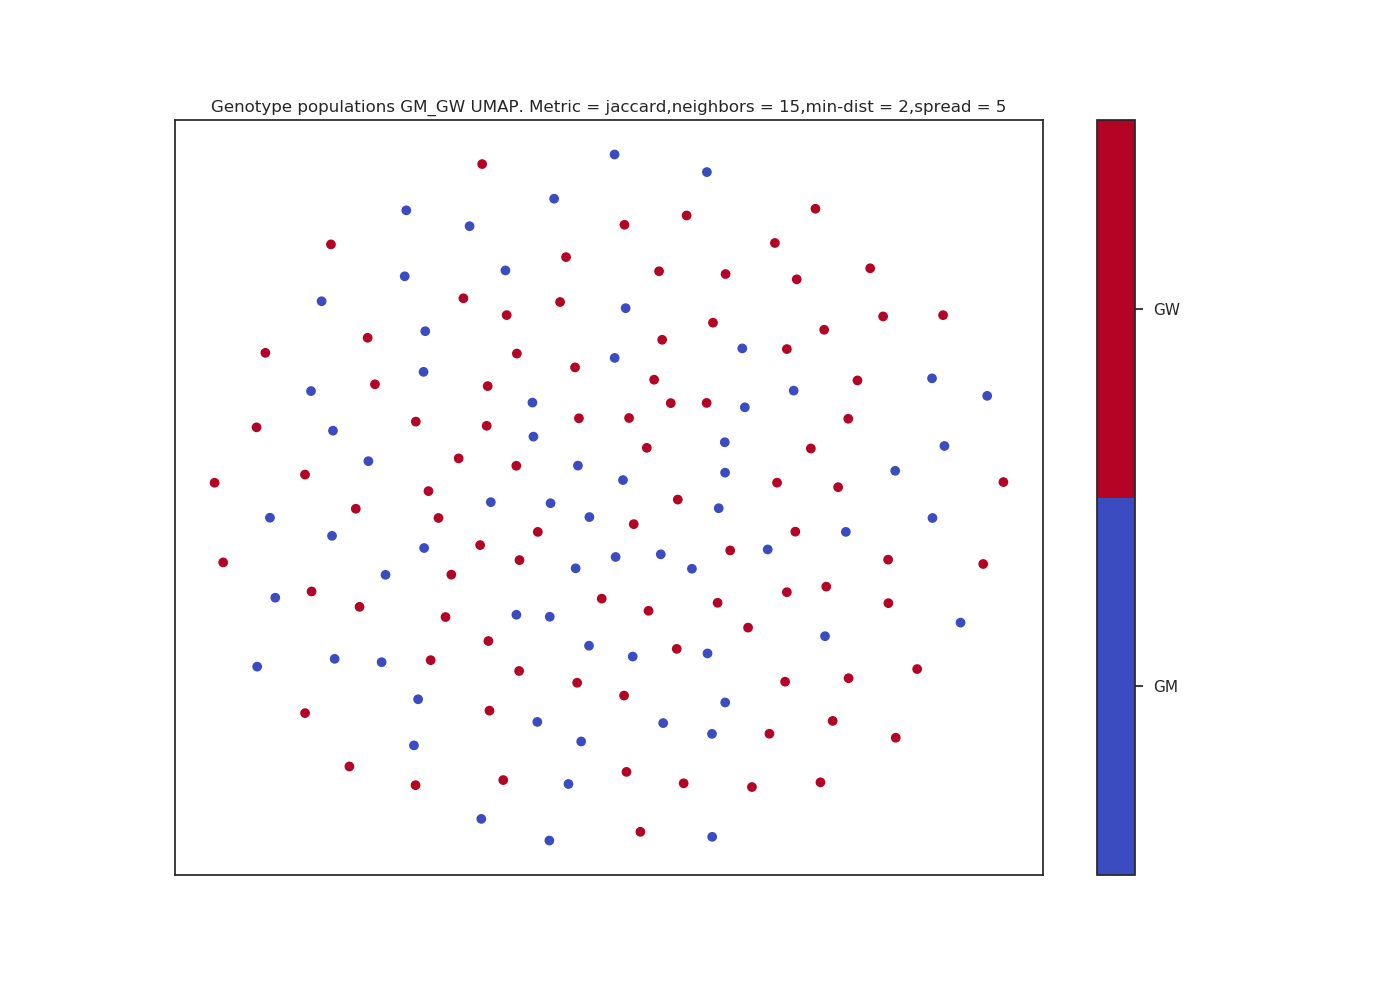 Genotype populations GM_GW UMAP. Metric = jaccard,neighbors = 15,min-dist = 2,spread = 5
GW
GM